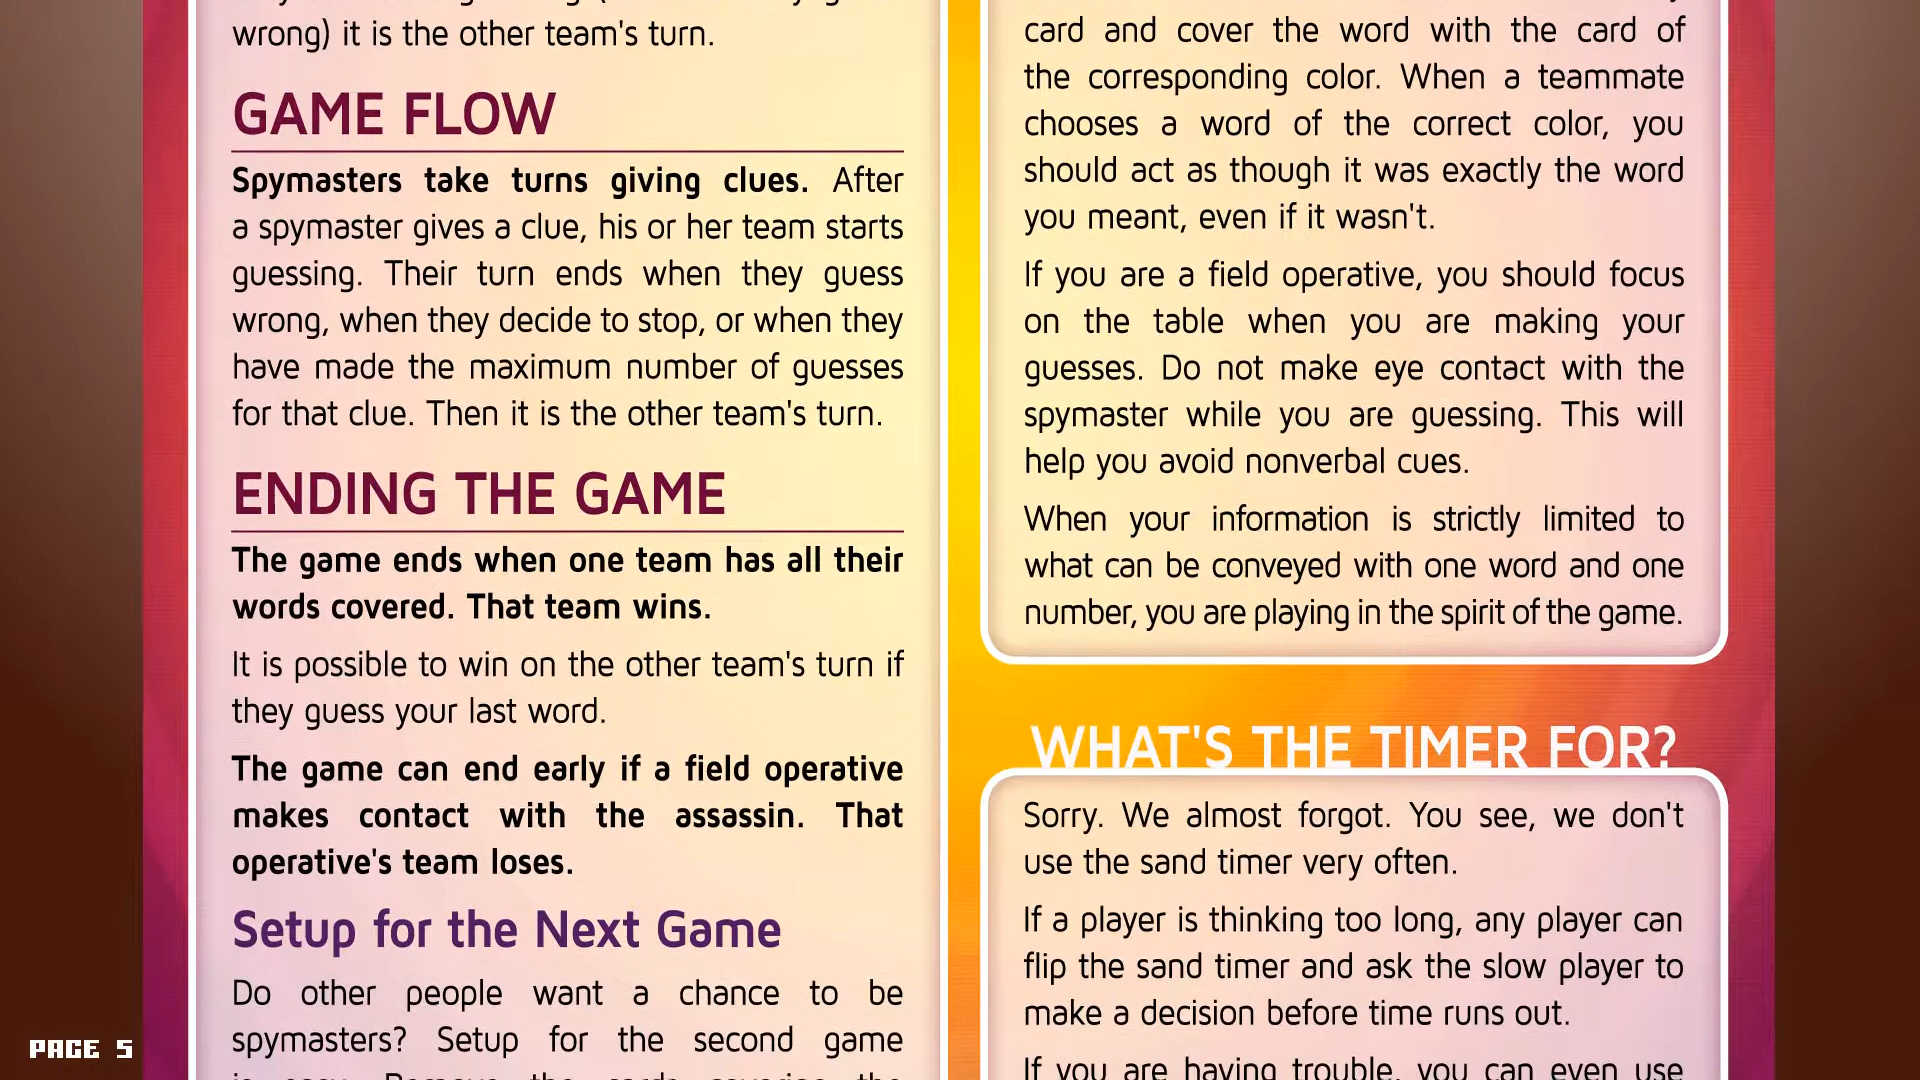 wrong) it is the other team's turn.
GAME FLOW
Spymasters take turns giving clues. After
a spymaster gives a clue, his or her team starts
guessing. Their turn ends when they guess
wrong, when they decide to stop, or when they
have made the maximum number of guesses
for that clue. Then it is the other team's turn.
ENDING THE GAME
The game ends when one team has all their
words covered. That team wins.
It is possible to win on the other team's turn if
they guess your last word.
The game can end early if a field operative
makes contact with the assassin. That
operative's team loses.
Setup for the Next Game
Do other people want a chance to be
spymasters? Setup for the second game
card and cover the word with the card of
the corresponding color. When a teammate
chooses a word of the correct color, you
should act as though it was exactly the word
you meant, even if it wasn't.
If you are a field operative, you should focus
on the table when you are making your
guesses. Do not make eye contact with the
spymaster while you are guessing. This will
help you avoid nonverbal cues.
When your information is strictly limited to
what can be conveyed with one word and one
number, you are playing in the spirit of the game.
WHAT'S THE TIMER FOR?
Sorry. We almost forgot. You see, we don't
use the sand timer very often.
If a player is thinking too long, any player can
flip the sand timer and ask the slow player to
make a decision before time runs out.
If you are having trouble, you can even use
PAGE 5